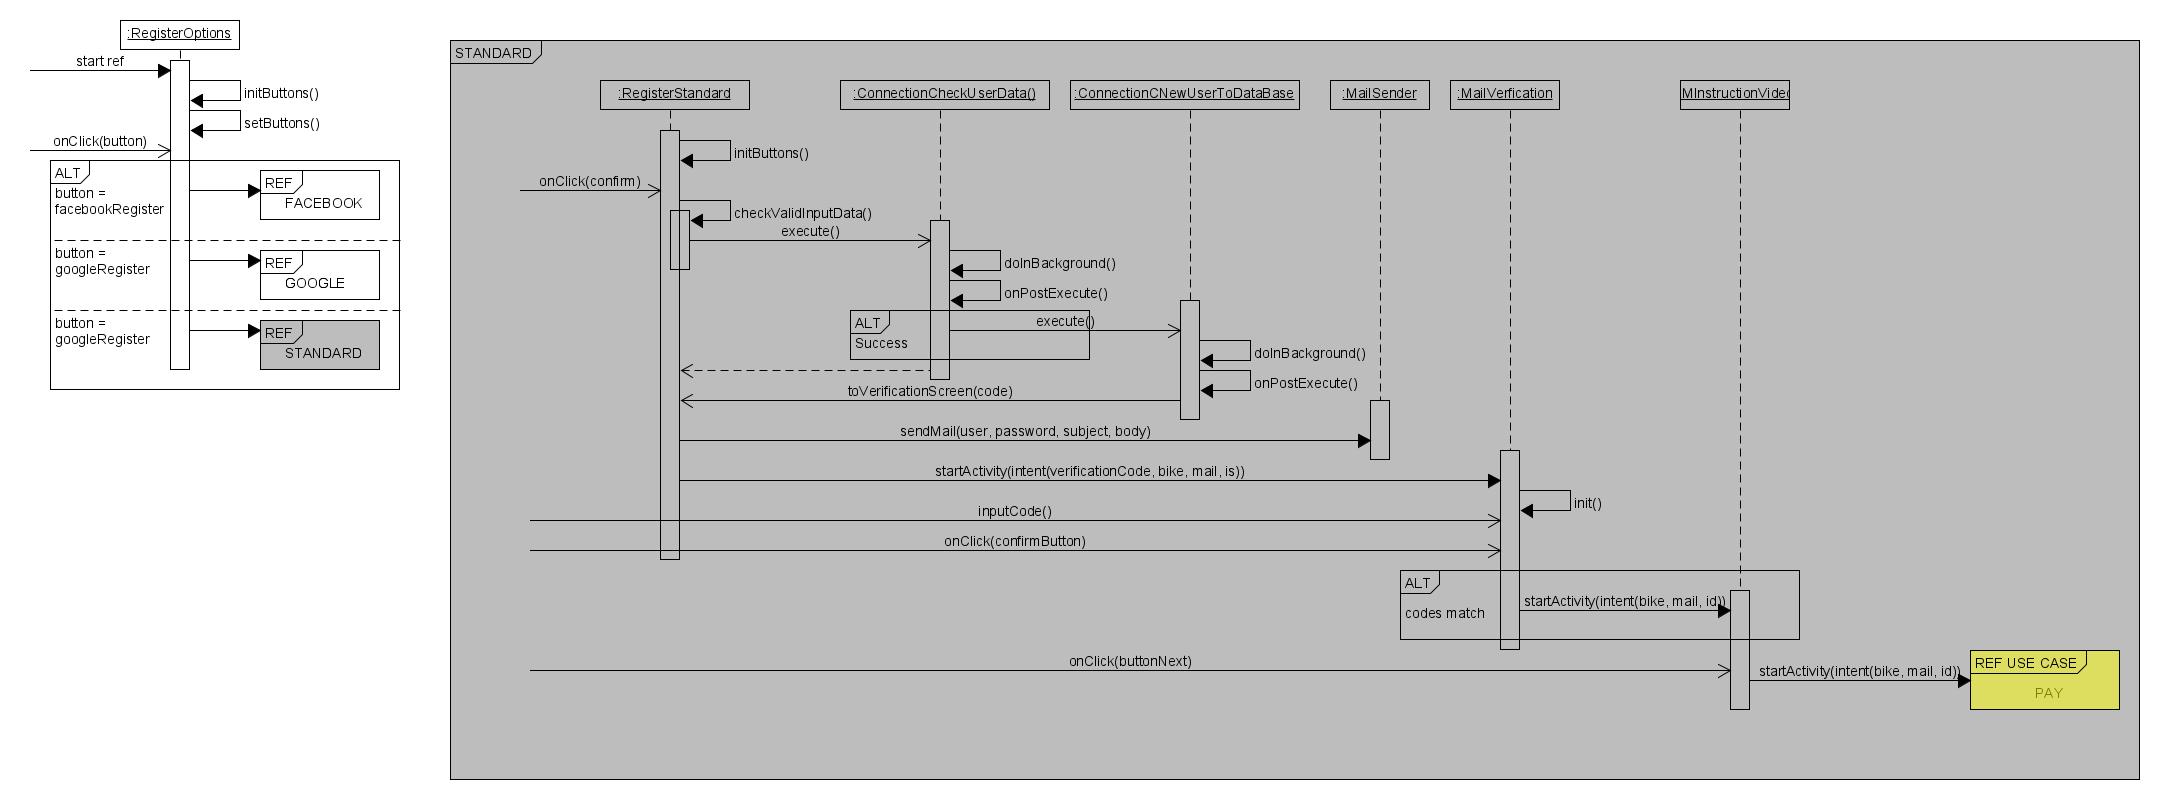 :RegisterOptions
start ref
initButtons()
setButtons()
onClick(button)
ALT
button =
facebookRegister
REF
FACEBOOK
button =
googleRegister
REF
GOOGLE
button =
googleRegister
REF
STANDARD
STANDARD
:RegisterStandard
:ConnectionCheckUserData()
:ConnectionCNewUserToDataBase
:MailSender
:MailVerfication
MInstructionVideo
initButtons()
onClick(confirm)
checkValidInputData()
execute()
doInBackground()
onPostExecute()
ALT
Success
execute()
doInBackground()
onPostExecute()
toVerificationScreen(code)
sendMail(user, password, subject, body)
startActivity(intent(verificationCode, bike, mail, is))
init()
inputCode()
onClick(confirmButton)
ALT
codes match
startActivity(intent(bike, mail, id))
onClick(buttonNext)
startActivity(intent(bike, mail, id))
REF USE CASE
PAY